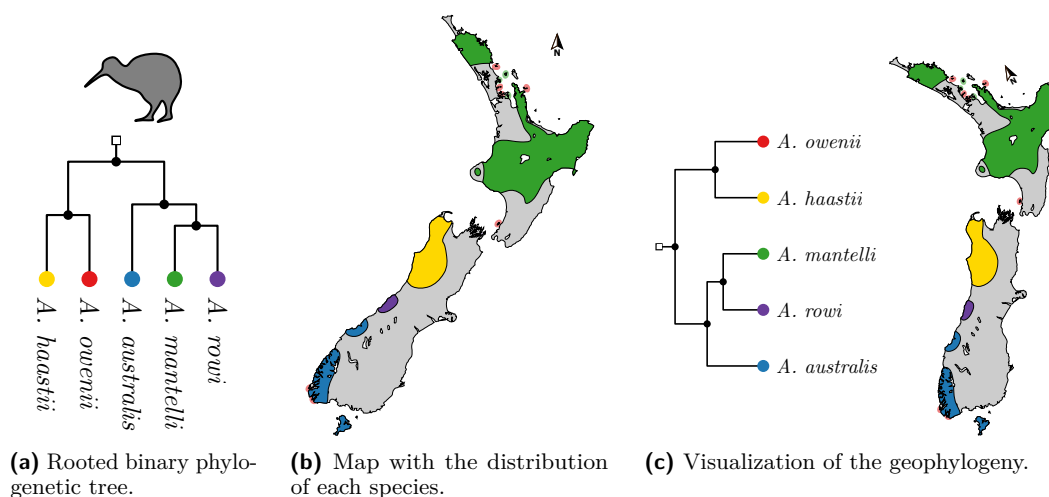 A. haastii
A. owenii
A. australis
A. mantelli
A. rowi
N
N
A. owenii
A. haastii
A. mantelli
A. rowi
A. australis
(a) Rooted binary phylo-
genetic tree.
(b) Map with the distribution
of each species.
(c) Visualization of the geophylogeny.